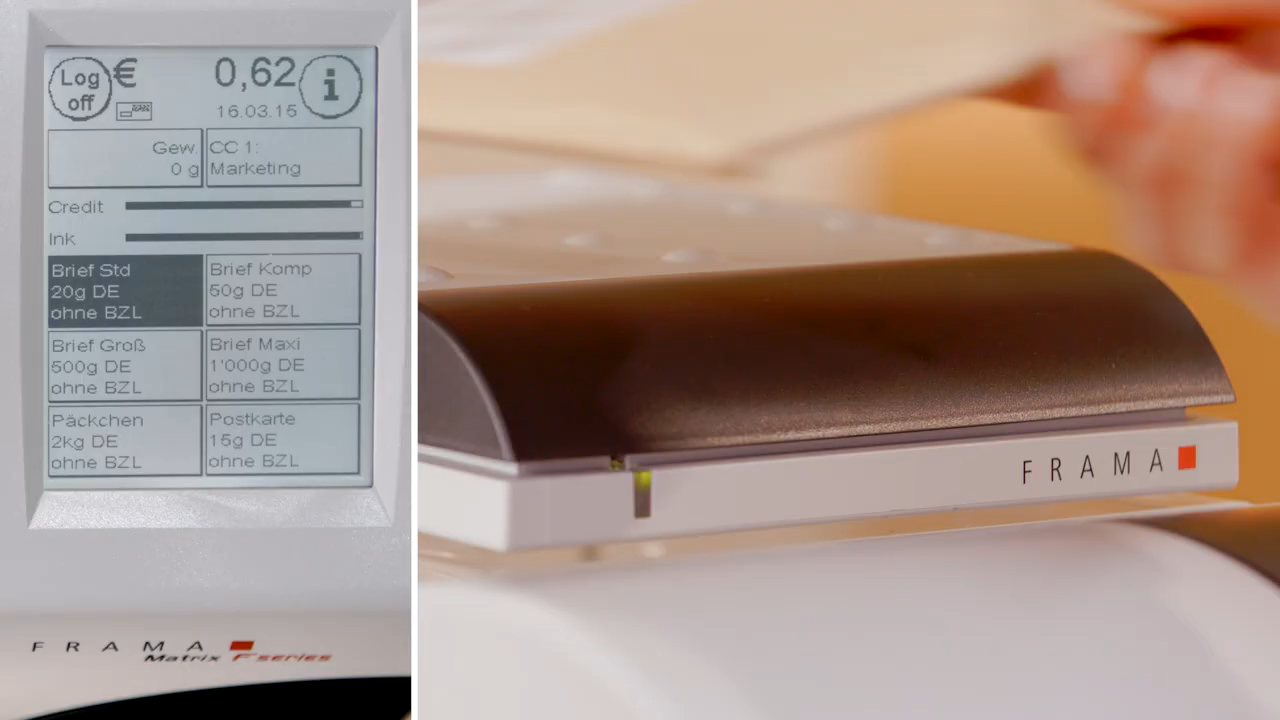 Log
off
€
0,62
i
16.03.15
Gew.
0 g
CC 1:
Marketing
Credit
Ink
Brief Std
20g DE
ohne BZL
Brief Komp
50g DE
ohne BZL
Brief Groß
500g DE
ohne BZL
Brief Maxi
1'000g DE
ohne BZL
Päckchen
2kg DE
ohne BZL
Postkarte
15g DE
ohne BZL
FRAMA
Matrix F series
FRAMA